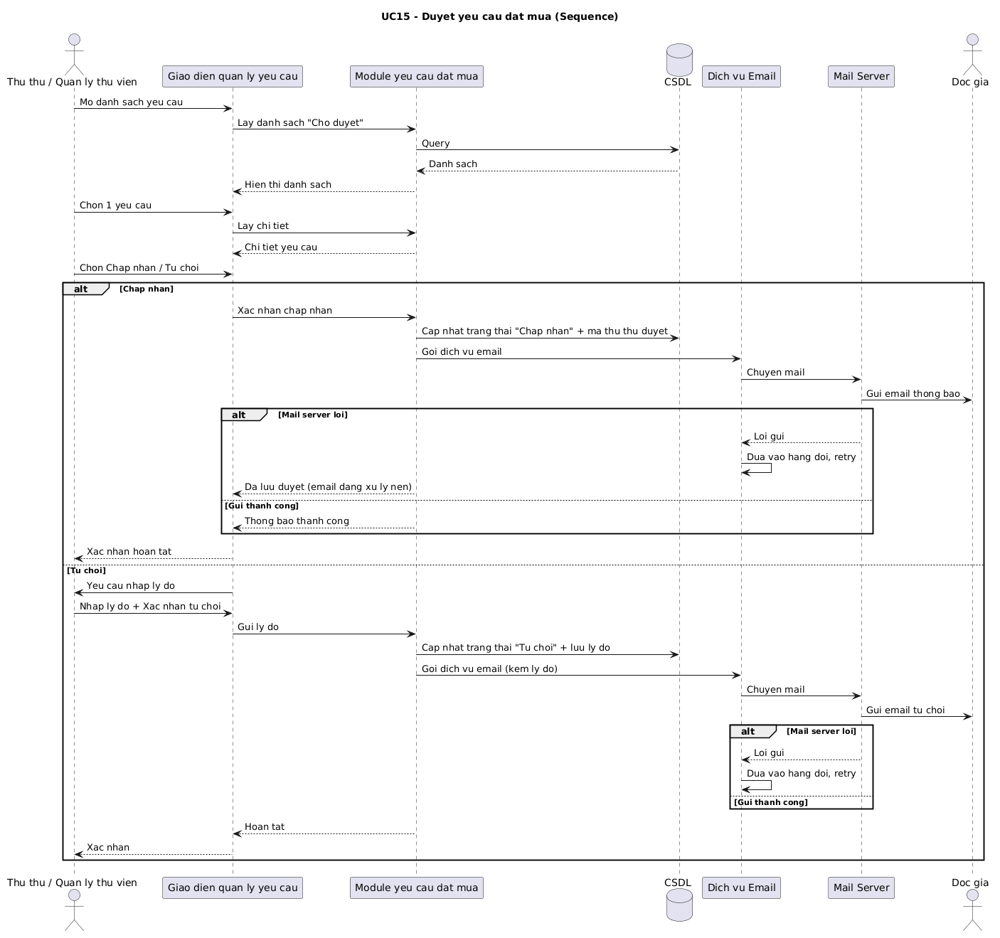 UC15 - Duyet yeu cau dat mua (Sequence)
Thu thu / Quan ly thu vien
Giao dien quan ly yeu cau
Module yeu cau dat mua
CSDL
Dich vu Email
Mail Server
Doc gia
Mo danh sach yeu cau
Lay danh sach "Cho duyet"
Query
Danh sach
Hien thi danh sach
Chon 1 yeu cau
Lay chi tiet
Chi tiet yeu cau
Chon Chap nhan / Tu choi
alt [Chap nhan]
Xac nhan chap nhan
Cap nhat trang thai "Chap nhan" + ma thu thu duyet
Goi dich vu email
Chuyen mail
Gui email thong bao
alt [Mail server loi]
Loi gui
Dua vao hang doi, retry
Da luu duyet (email dang xu ly nen)
[Gui thanh cong]
Thong bao thanh cong
Xac nhan hoan tat
[Tu choi]
Yeu cau nhap ly do
Nhap ly do + Xac nhan tu choi
Gui ly do
Cap nhat trang thai "Tu choi" + luu ly do
Goi dich vu email (kem ly do)
Chuyen mail
Gui email tu choi
alt [Mail server loi]
Loi gui
Dua vao hang doi, retry
[Gui thanh cong]
Hoan tat
Xac nhan
Thu thu / Quan ly thu vien
Giao dien quan ly yeu cau
Module yeu cau dat mua
CSDL
Dich vu Email
Mail Server
Doc gia